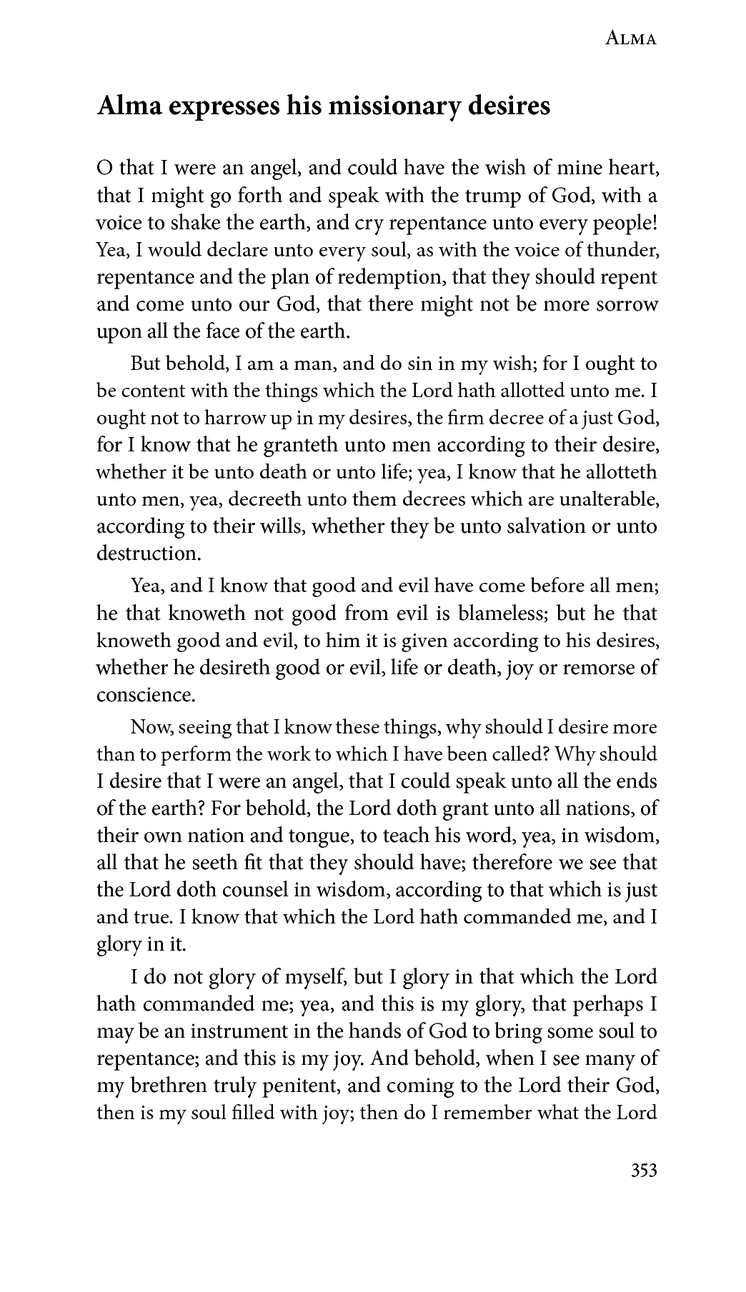 Alma
Alma expresses his missionary desires
O that I were an angel, and could have the wish of mine heart,
that I might go forth and speak with the trump of God, with a
voice to shake the earth, and cry repentance unto every people!
Yea, I would declare unto every soul, as with the voice of thunder,
repentance and the plan of redemption, that they should repent
and come unto our God, that there might not be more sorrow
upon all the face of the earth.
But behold, I am a man, and do sin in my wish; for I ought to
be content with the things which the Lord hath allotted unto me. I
ought not to harrow up in my desires, the firm decree of a just God,
for I know that he granteth unto men according to their desire,
whether it be unto death or unto life; yea, I know that he allotteth
unto men, yea, decreeth unto them decrees which are unalterable,
according to their wills, whether they be unto salvation or unto
destruction.
Yea, and I know that good and evil have come before all men;
he that knoweth not good from evil is blameless; but he that
knoweth good and evil, to him it is given according to his desires,
whether he desireth good or evil, life or death, joy or remorse of
conscience.
Now, seeing that I know these things, why should I desire more
than to perform the work to which I have been called? Why should
I desire that I were an angel, that I could speak unto all the ends
of the earth? For behold, the Lord doth grant unto all nations, of
their own nation and tongue, to teach his word, yea, in wisdom,
all that he seeth fit that they should have; therefore we see that
the Lord doth counsel in wisdom, according to that which is just
and true. I know that which the Lord hath commanded me, and I
glory in it.
I do not glory of myself, but I glory in that which the Lord
hath commanded me; yea, and this is my glory, that perhaps I
may be an instrument in the hands of God to bring some soul to
repentance; and this is my joy. And behold, when I see many of
my brethren truly penitent, and coming to the Lord their God,
then is my soul filled with joy; then do I remember what the Lord
353